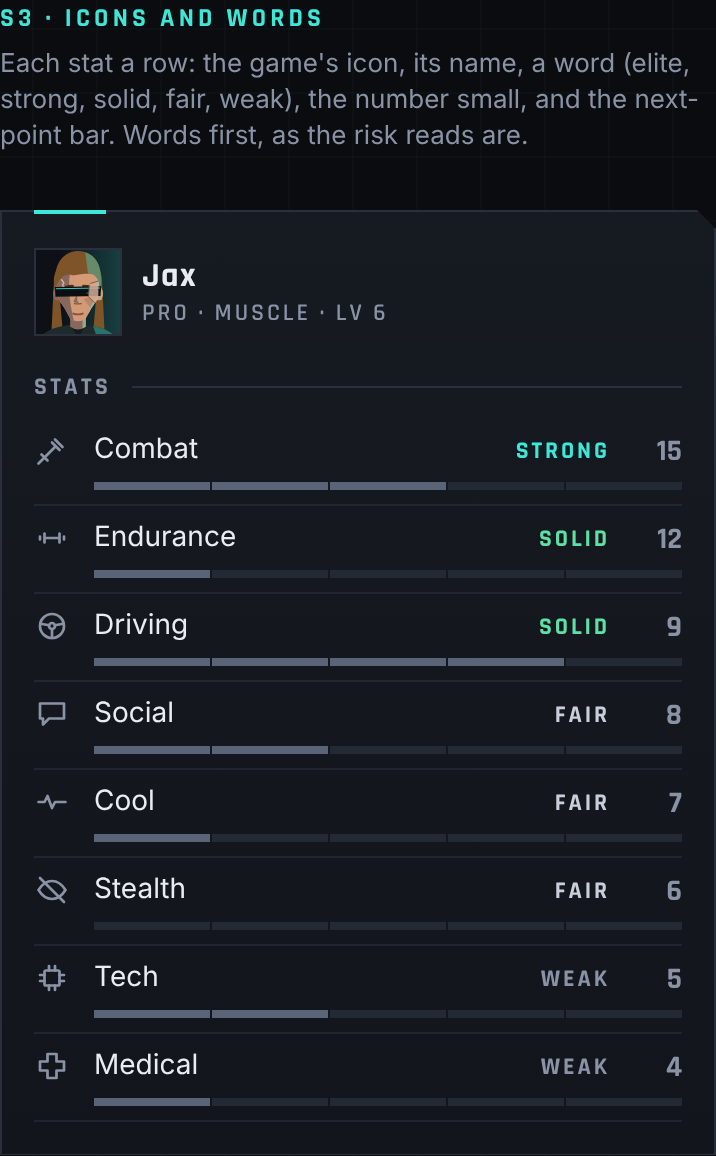 S3 · ICONS AND WORDS
Each stat a row: the game's icon, its name, a word (elite,
strong, solid, fair, weak), the number small, and the next-
point bar. Words first, as the risk reads are.
Jax
PRO · MUSCLE · LV 6
STATS
Combat STRONG 15
Endurance SOLID 12
Driving SOLID 9
Social FAIR 8
Cool FAIR 7
Stealth FAIR 6
Tech WEAK 5
Medical WEAK 4